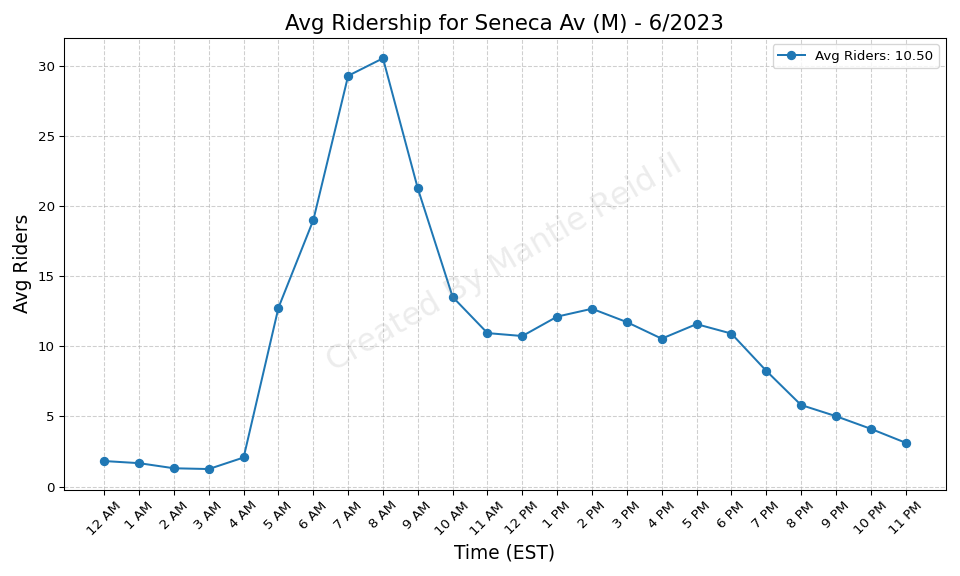 Avg Ridership for Seneca Av (M) - 6/2023
Avg Riders: 10.50
Avg Riders
30
25
20
15
10
5
0
Created By Mantle Reid II
12 AM
1 AM
2 AM
3 AM
4 AM
5 AM
6 AM
7 AM
8 AM
9 AM
10 AM
11 AM
12 PM
1 PM
2 PM
3 PM
4 PM
5 PM
6 PM
7 PM
8 PM
9 PM
10 PM
11 PM
Time (EST)